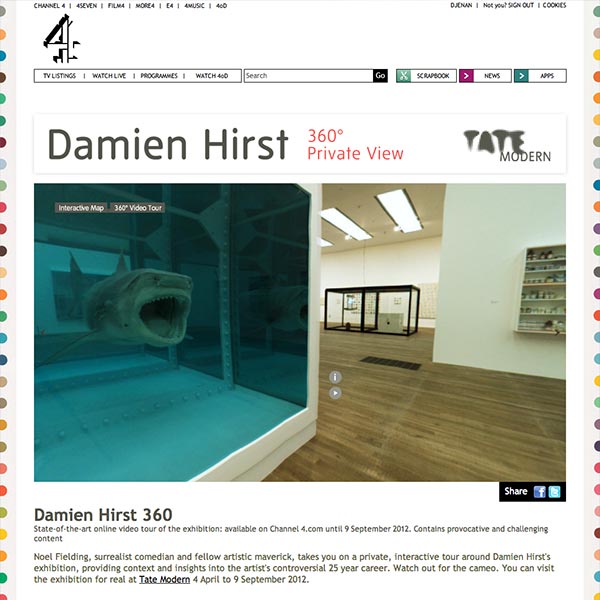 CHANNEL 4 | 4SEVEN | FILM4 | MORE4 | E4 | 4MUSIC | 4oD
DJENAN | Not you? SIGN OUT | COOKIES
4
TV LISTINGS | WATCH LIVE | PROGRAMMES | WATCH 4oD
Search Go
SCRAPBOOK
NEWS
APPS
Damien Hirst
360°
Private View
TATE
MODERN
Interactive Map 360° Video Tour
Share
Damien Hirst 360
State-of-the-art online video tour of the exhibition: available on Channel 4.com until 9 September 2012. Contains provocative and challenging
content
Noel Fielding, surrealist comedian and fellow artistic maverick, takes you on a private, interactive tour around Damien Hirst's
exhibition, providing context and insights into the artist's controversial 25 year career. Watch out for the cameo. You can visit
the exhibition for real at Tate Modern 4 April to 9 September 2012.